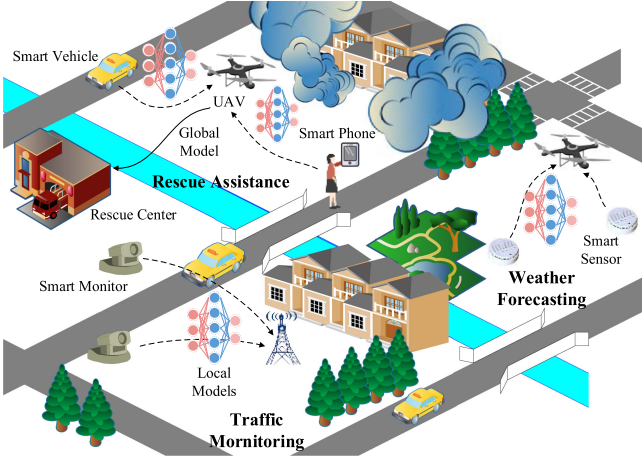 Smart Vehicle
UAV
Global
Model
Smart Phone
Rescue Assistance
Rescue Center
Smart
Sensor
Smart Monitor
Weather
Forecasting
Local
Models
Traffic
Mornitoring